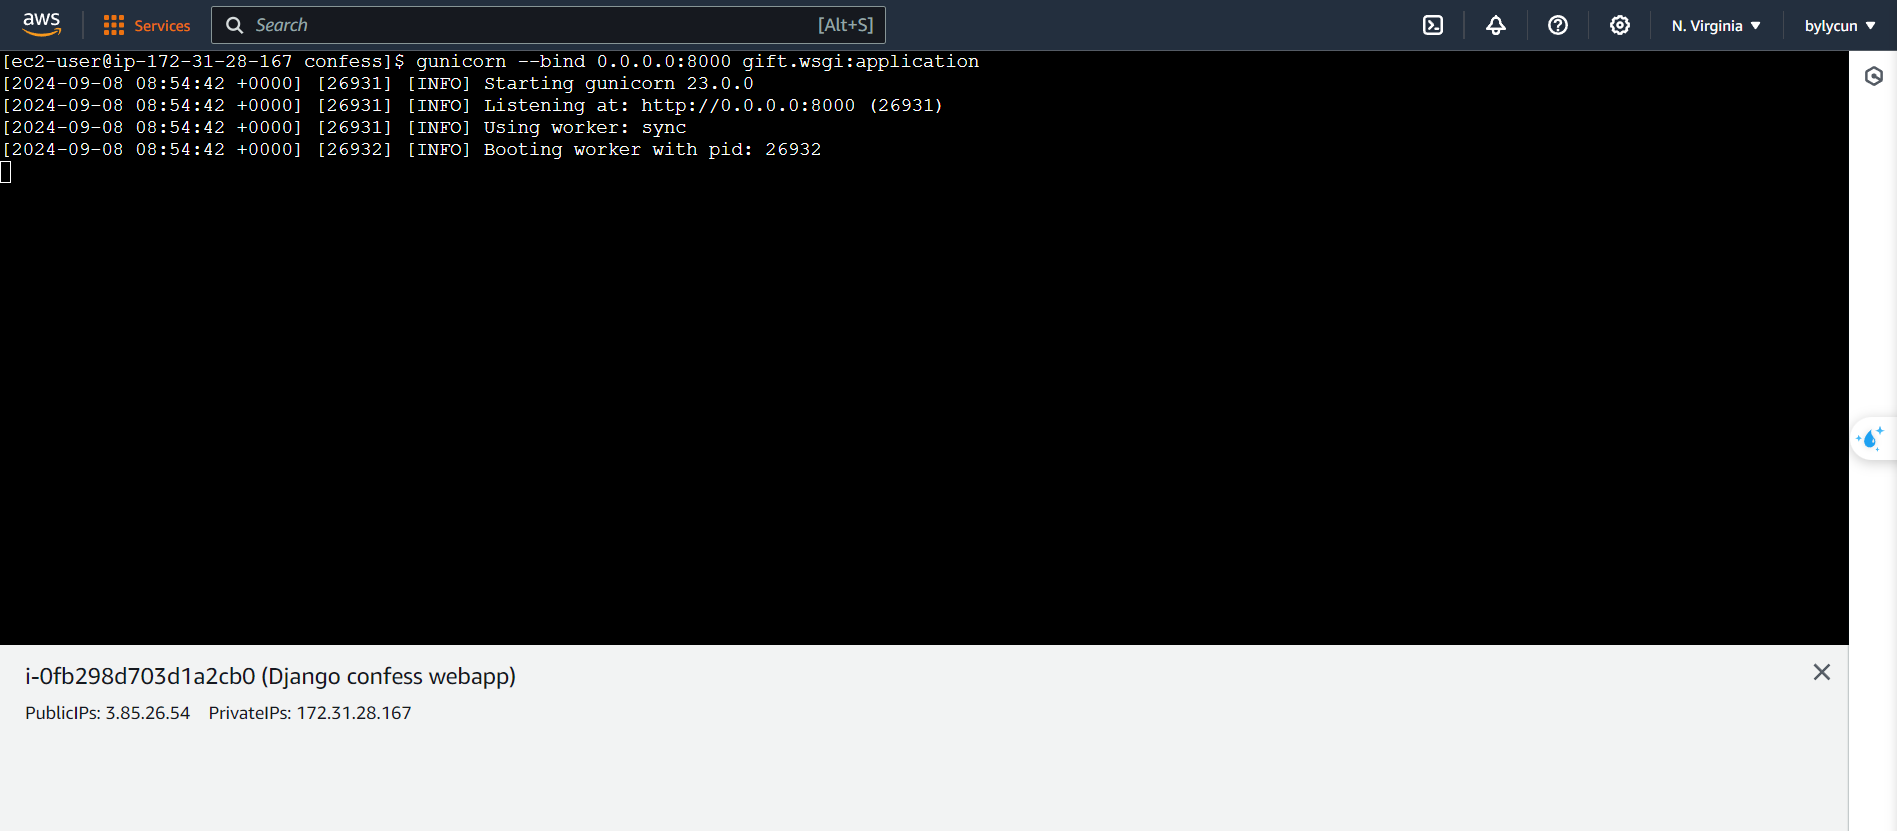 aws
Services
Search
[Alt+S]
N. Virginia
bylycun
[ec2-user@ip-172-31-28-167 confess]$ gunicorn --bind 0.0.0.0:8000 gift.wsgi:application
[2024-09-08 08:54:42 +0000] [26931] [INFO] Starting gunicorn 23.0.0
[2024-09-08 08:54:42 +0000] [26931] [INFO] Listening at: http://0.0.0.0:8000 (26931)
[2024-09-08 08:54:42 +0000] [26931] [INFO] Using worker: sync
[2024-09-08 08:54:42 +0000] [26932] [INFO] Booting worker with pid: 26932
i-0fb298d703d1a2cb0 (Django confess webapp)
PublicIPs: 3.85.26.54 PrivateIPs: 172.31.28.167